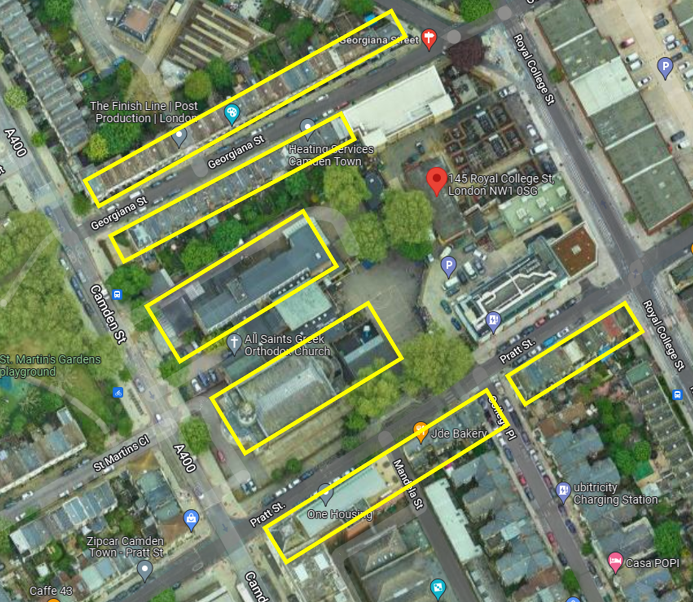 Georgiana Street
Royal College St
P
A400
The Finish Line | Post
Production | London
Georgiana St
Heating Services
Camden Town
145 Royal College St,
London NW1 0SG
Georgiana St
P
Camden St
All Saints Greek
Orthodox Church
St. Martin's Gardens
playground
Pratt St.
Royal College St
College Pl
Jde Bakery
St Martins Cl
A400
Mandela St
ubitricity
Charging Station
Pratt St.
One Housing
Zipcar Camden
Town - Pratt St
Casa POPI
Caffe 43